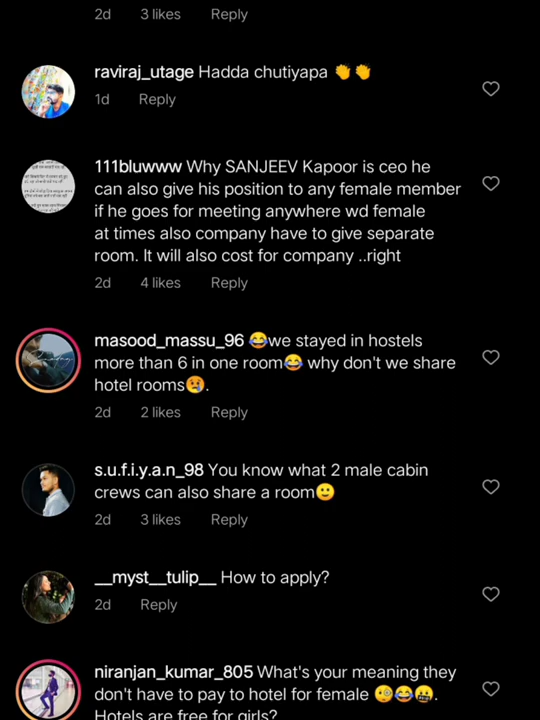 2d 3 likes Reply
raviraj_utage Hadda chutiyapa 👏👏
1d Reply
111bluwww Why SANJEEV Kapoor is ceo he
can also give his position to any female member
if he goes for meeting anywhere wd female
at times also company have to give separate
room. It will also cost for company ..right
2d 4 likes Reply
masood_massu_96 😂we stayed in hostels
more than 6 in one room😂 why don't we share
hotel rooms😢.
2d 2 likes Reply
s.u.f.i.y.a.n_98 You know what 2 male cabin
crews can also share a room🙂
2d 3 likes Reply
__myst__tulip__ How to apply?
2d Reply
niranjan_kumar_805 What's your meaning they
don't have to pay to hotel for female 🧐😂🤬.
Hotels are free for girls?